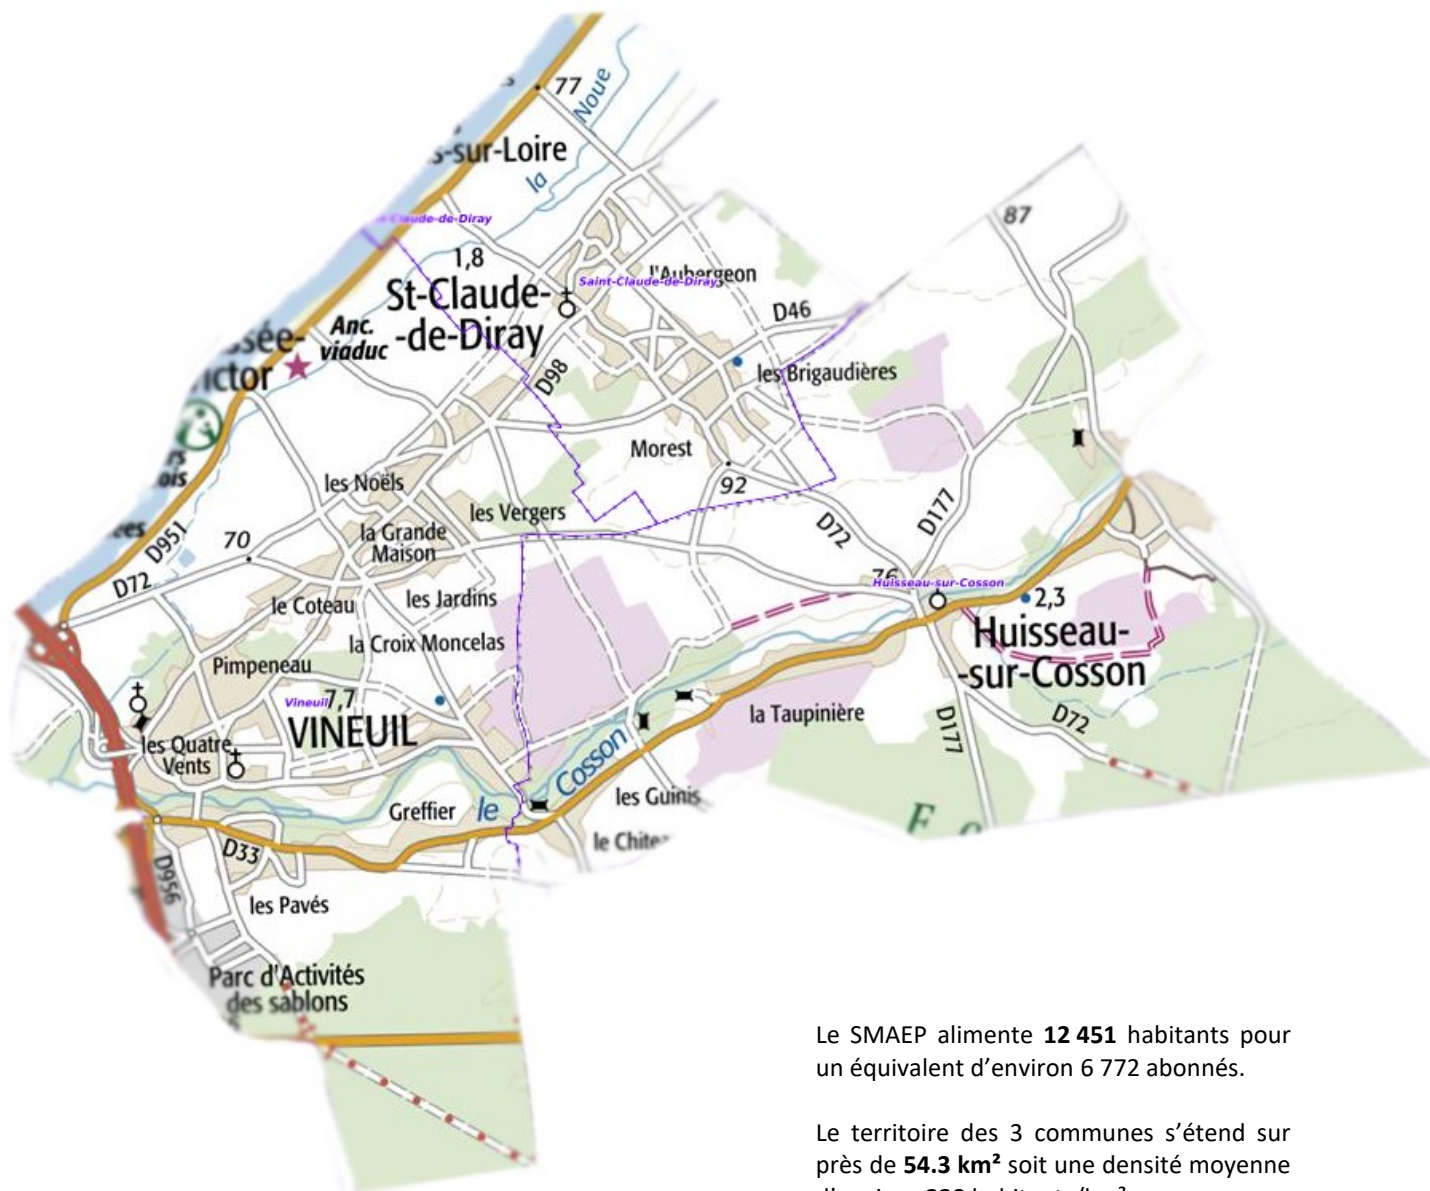 77
Noue
s-sur-Loire
la
87
-Claude-de-Diray
1,8
l'Aubergeon
Saint-Claude-de-Diray
St-Claude-
-de-Diray
D46
Anc.
viaduc
D98
les Brigaudières
Morest
92
les Noëls
les Vergers
la Grande
Maison
D951
70
D72
D177
D72
76
Huisseau-sur-Cosson
2,3
le Coteau
les Jardins
la Croix Moncelas
Huisseau-
-sur-Cosson
Pimpeneau
Vineuil
7,7
VINEUIL
la Taupinière
D177
D72
les Quatre
Vents
Cosson
le
Greffier
les Guinis
le Chitea
F o
D33
D956
les Pavés
Parc d'Activités
des sablons
Le SMAEP alimente 12 451 habitants pour
un équivalent d'environ 6 772 abonnés.
Le territoire des 3 communes s'étend sur
près de 54.3 km² soit une densité moyenne